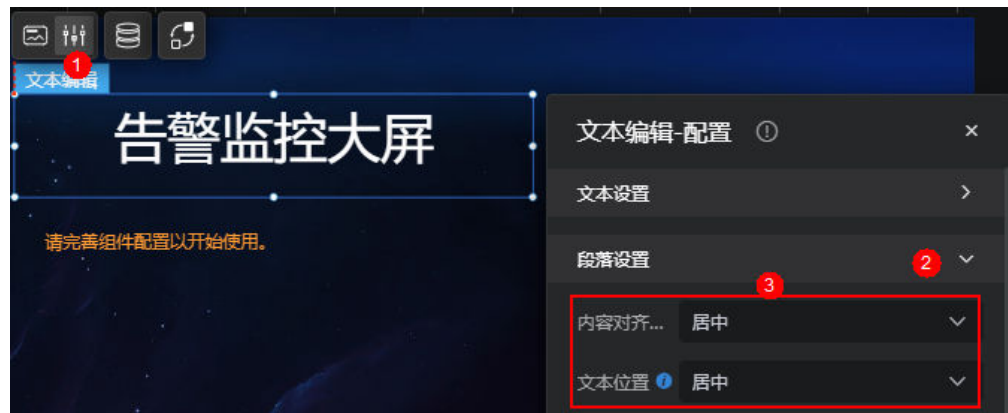 1
文本编辑
告警监控大屏
请完善组件配置以开始使用。
文本编辑-配置
文本设置
段落设置
2
3
内容对齐... 居中
文本位置 居中